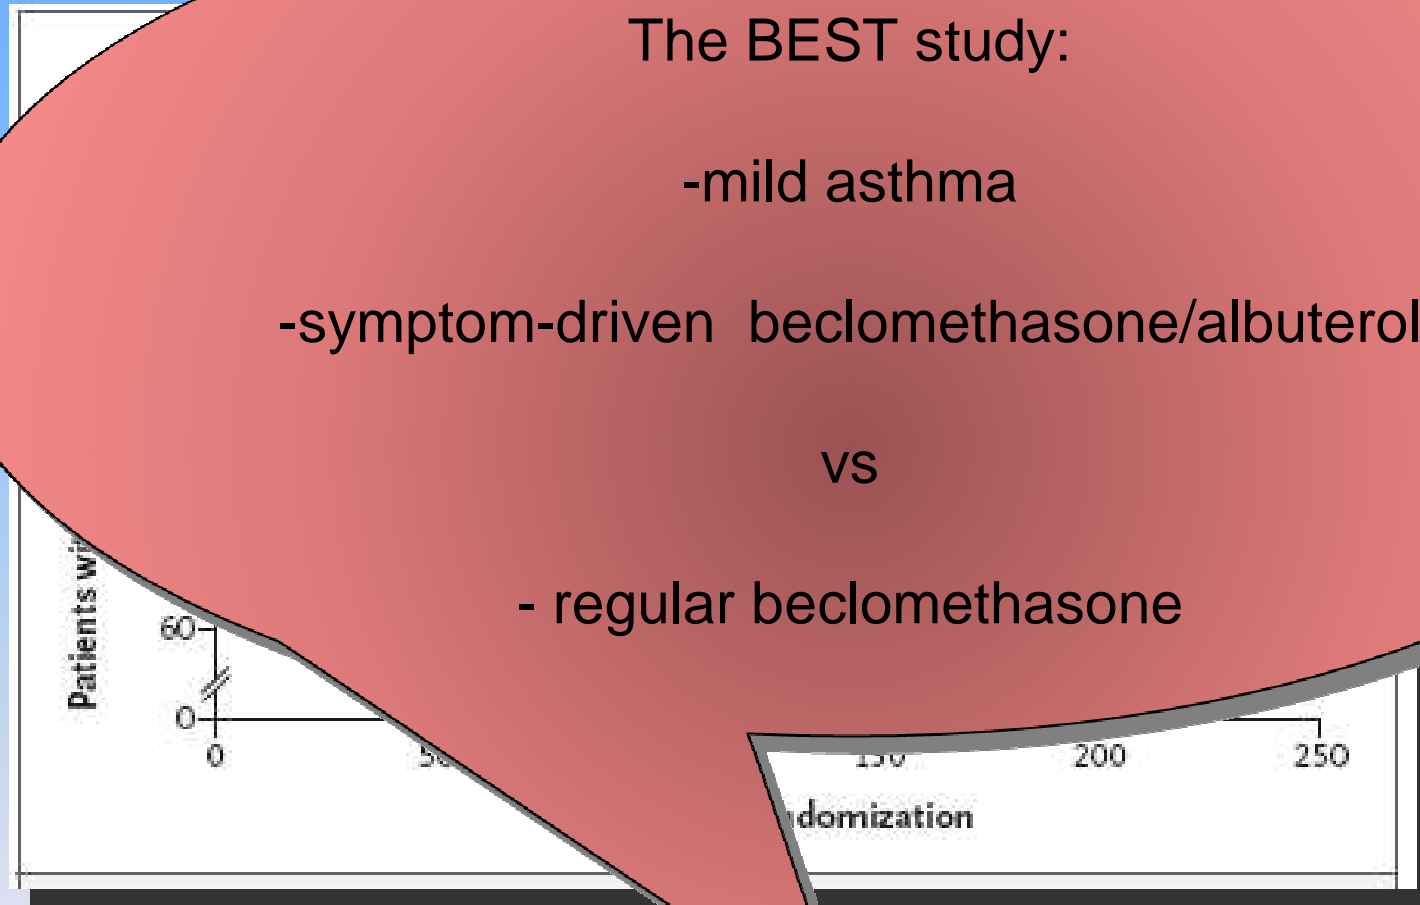 The BEST study:
-mild asthma
-symptom-driven beclomethasone/albuterol
vs
- regular beclomethasone
Patients
60
0
0
200
250